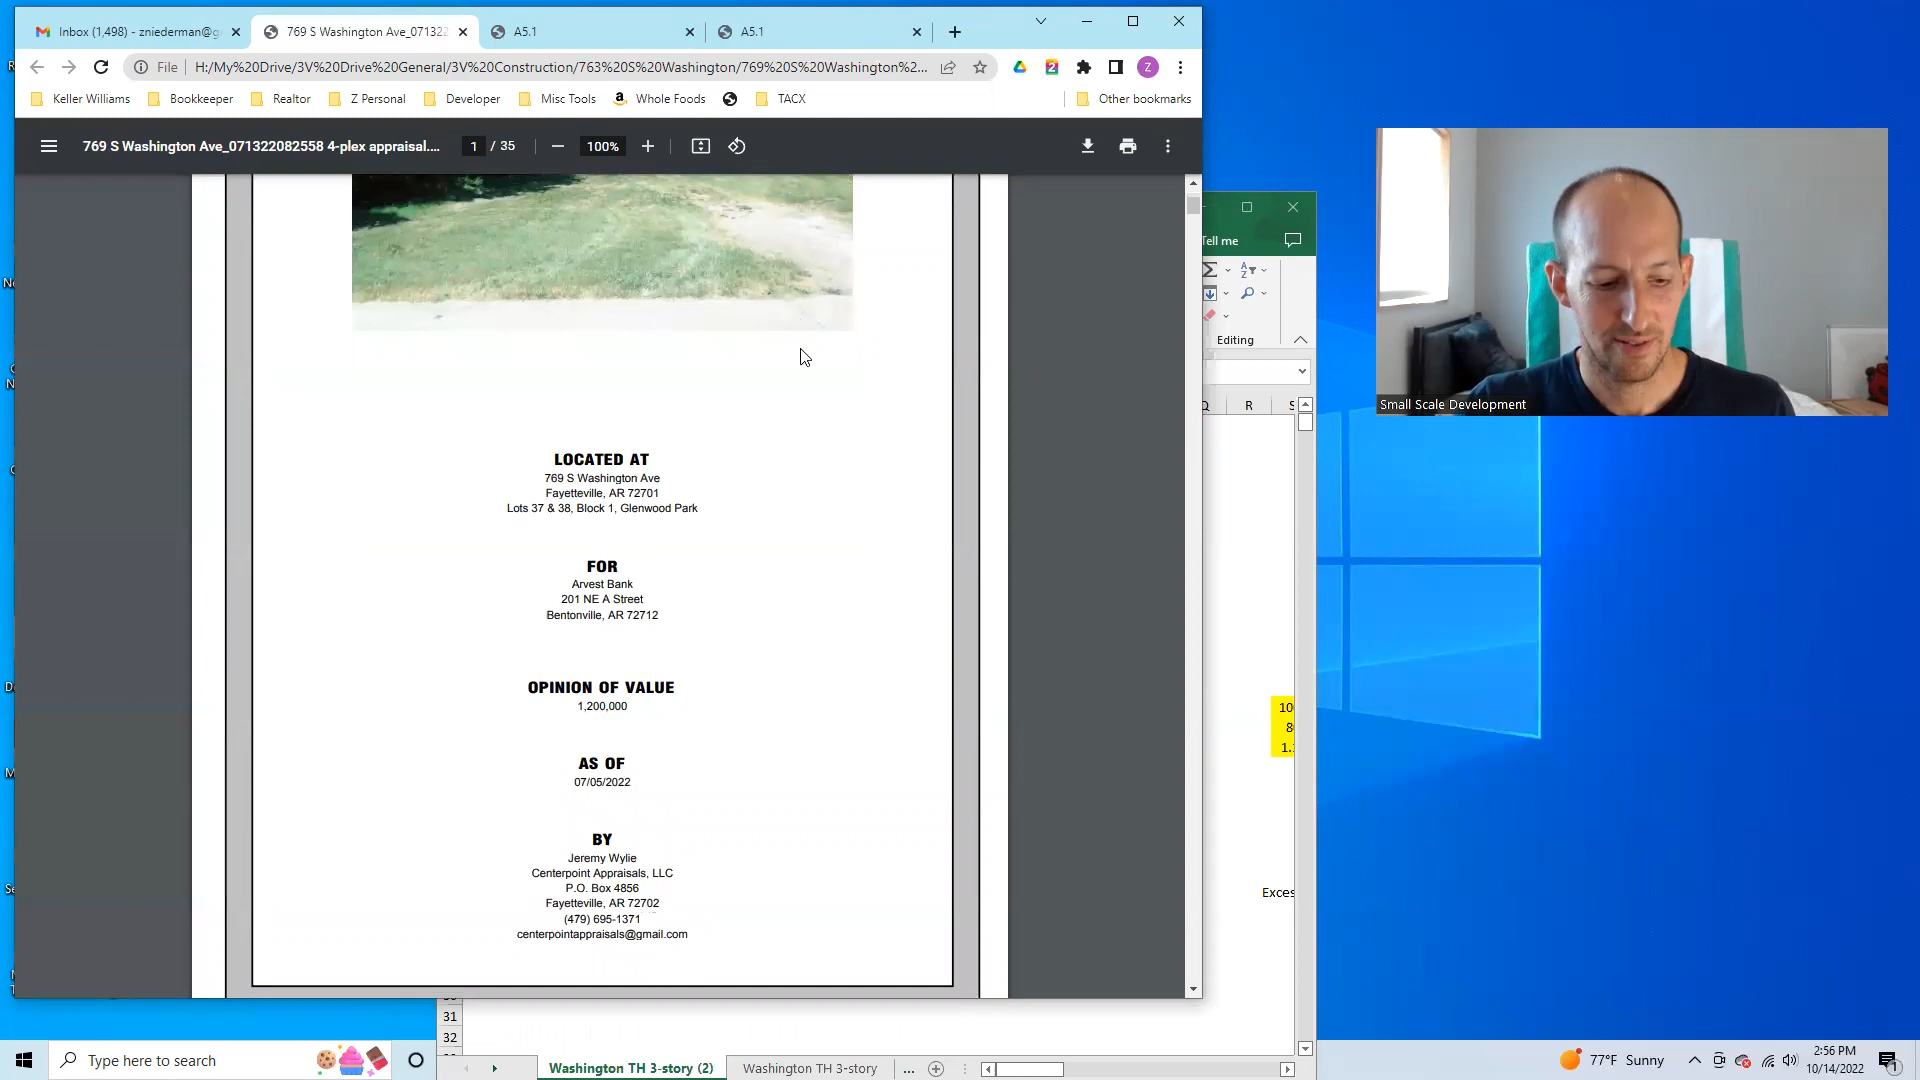 Inbox (1,498) - zniederman@g
769 S Washington Ave_071322
A5.1
A5.1
File
H:/My%20Drive/3V%20Drive%20General/3V%20Construction/763%20S%20Washington/769%20S%20Washington%2...
Keller Williams
Bookkeeper
Realtor
Z Personal
Developer
Misc Tools
Whole Foods
TACX
Other bookmarks
769 S Washington Ave_071322082558 4-plex appraisal....
1 / 35
100%
LOCATED AT
769 S Washington Ave
Fayetteville, AR 72701
Lots 37 & 38, Block 1, Glenwood Park
FOR
Arvest Bank
201 NE A Street
Bentonville, AR 72712
OPINION OF VALUE
1,200,000
AS OF
07/05/2022
BY
Jeremy Wylie
Centerpoint Appraisals, LLC
P.O. Box 4856
Fayetteville, AR 72702
(479) 695-1371
centerpointappraisals@gmail.com
Tell me
Editing
Q R S
10
8
1.
Exces
31
32
Washington TH 3-story (2)
Washington TH 3-story
...
Small Scale Development
Type here to search
77°F Sunny
2:56 PM
10/14/2022